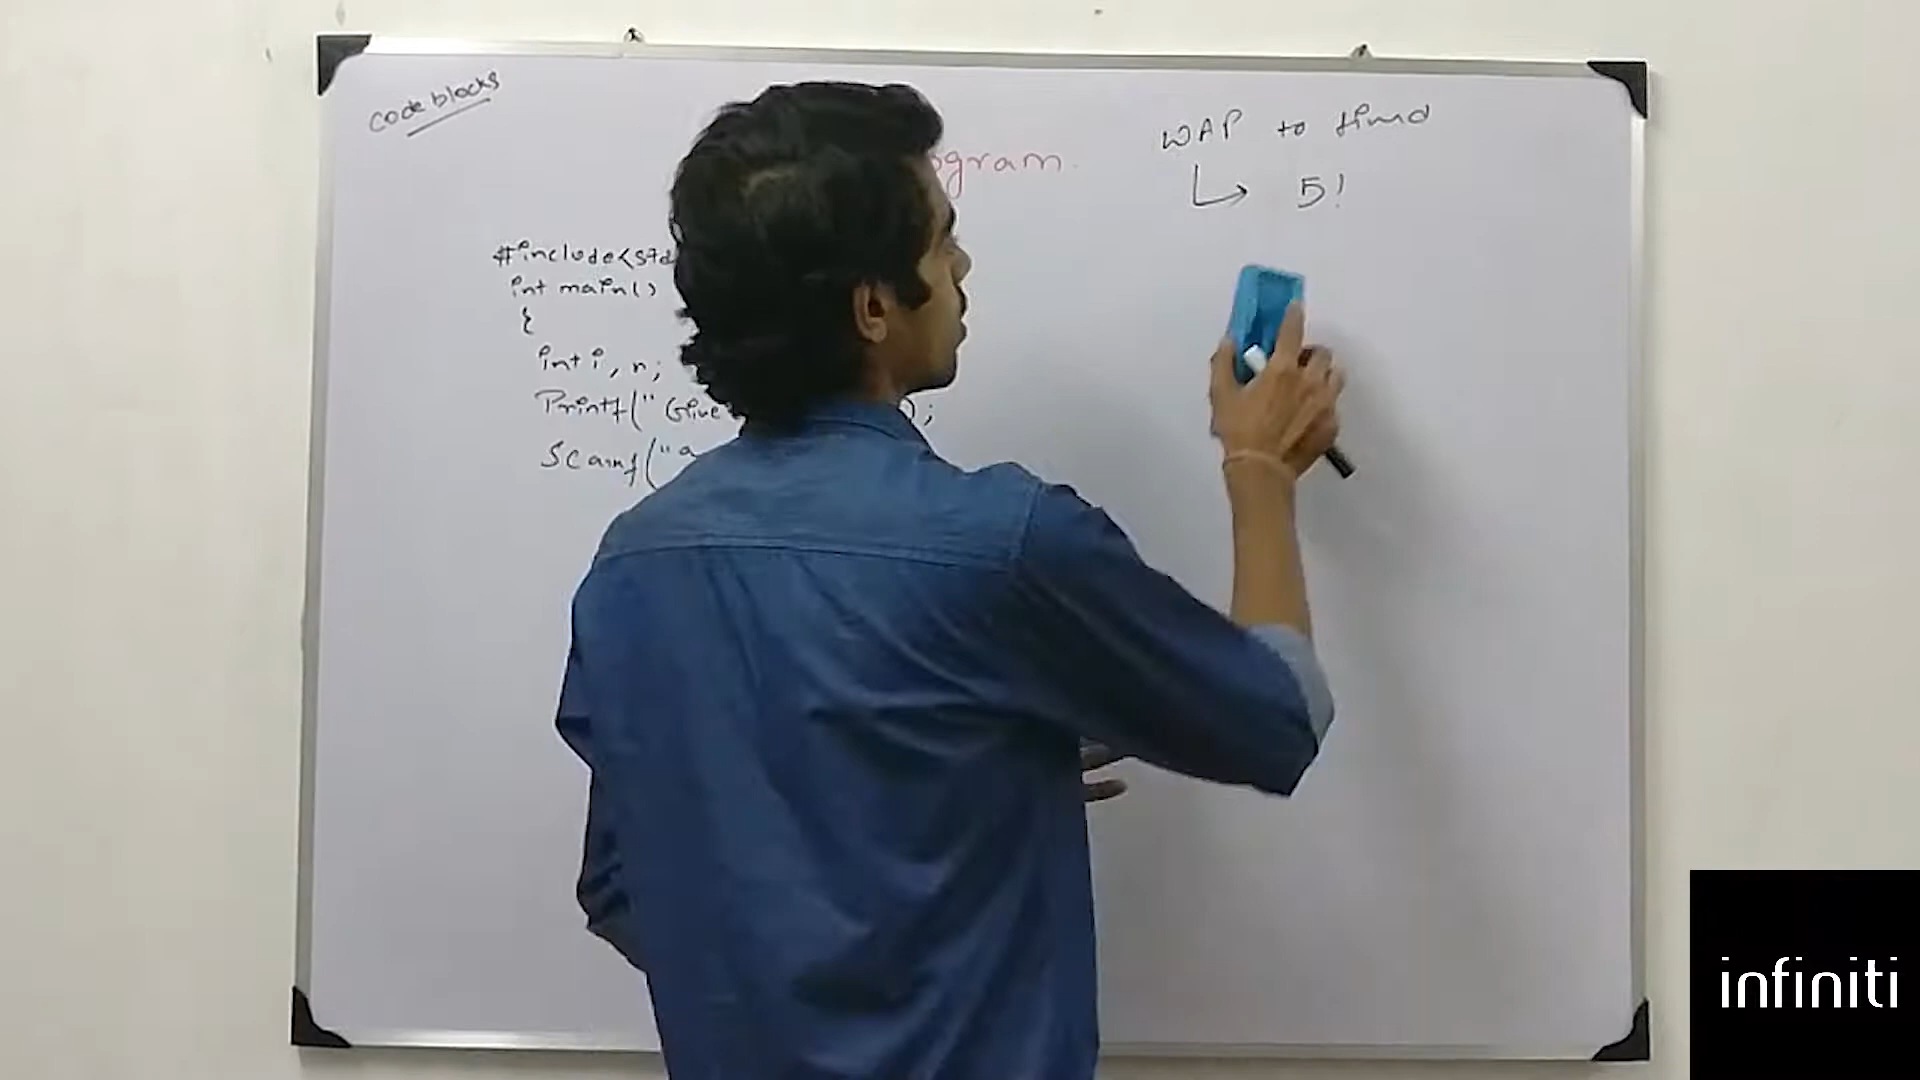 code blocks
ogram.
#include<std
int main()
{
int i, n;
Printf("Give );
Scanf("
WAP to find
5!
infiniti